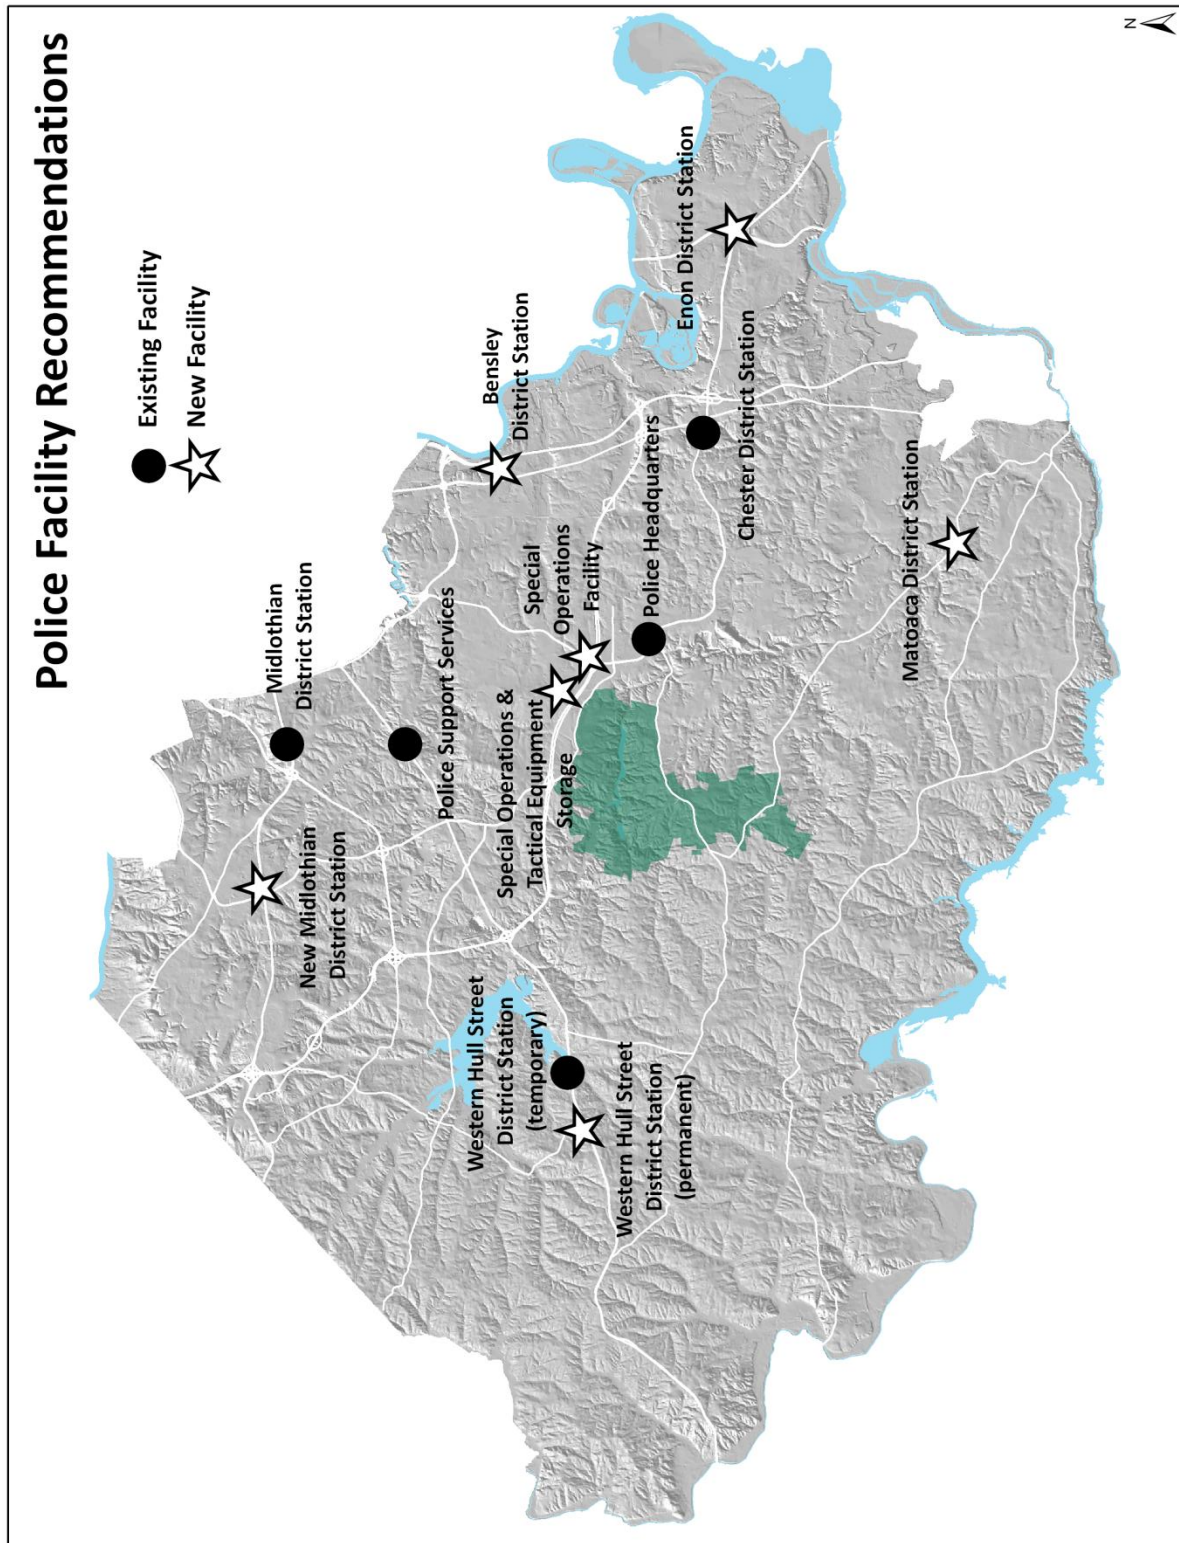 Police Facility Recommendations
Existing Facility
New Facility
Midlothian
District Station
New Midlothian
District Station
Police Support Services
Bensley
District Station
Special
Operations
Facility
Special Operations &
Tactical Equipment
Storage
Western Hull Street
District Station
(temporary)
Western Hull Street
District Station
(permanent)
Police Headquarters
Enon District Station
Chester District Station
Matoaca District Station
N